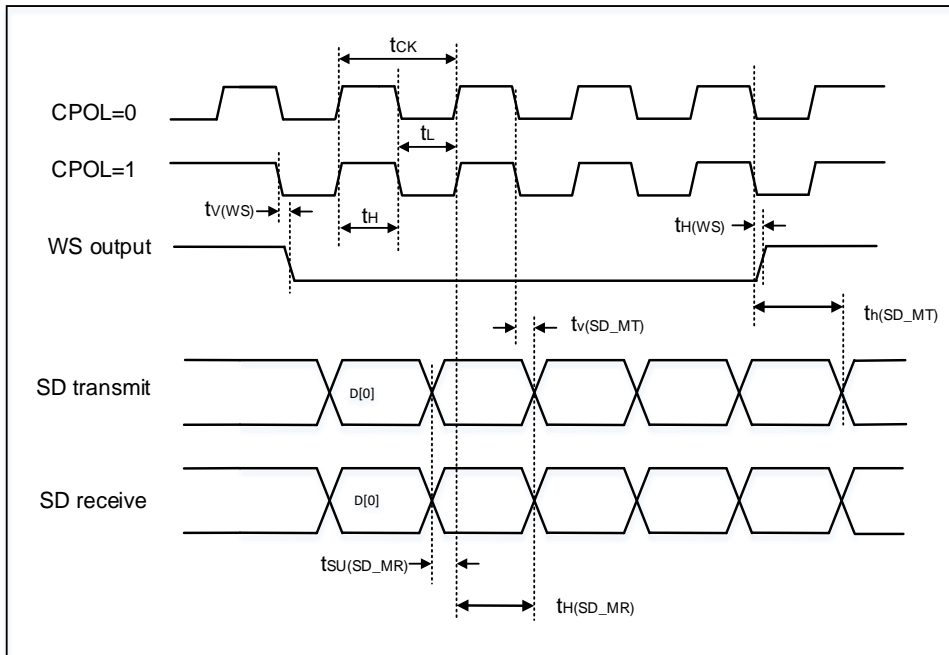 tCK
CPOL=0
tL
CPOL=1
tV(WS)
tH
tH(WS)
WS output
th(SD_MT)
tv(SD_MT)
SD transmit
D[0]
SD receive
D[0]
tSU(SD_MR)
tH(SD_MR)